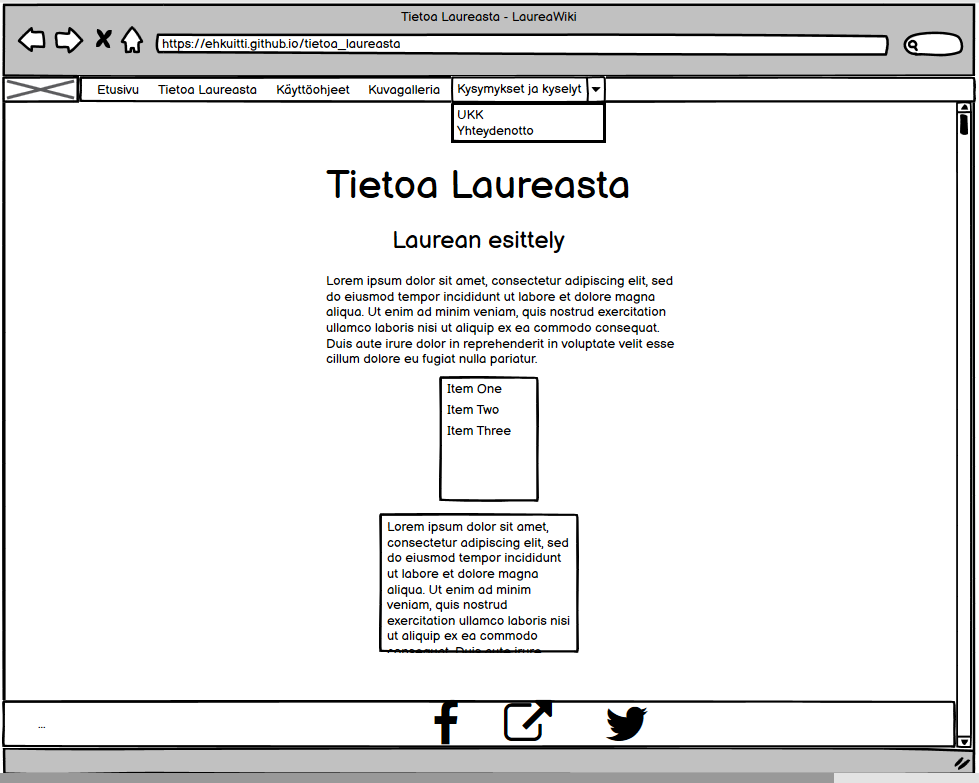 Tietoa Laureasta - LaureaWiki
https://ehkuitti.github.io/tietoa_laureasta
Etusivu Tietoa Laureasta Käyttöohjeet Kuvagalleria Kysymykset ja kyselyt
UKK
Yhteydenotto
Tietoa Laureasta
Laurean esittely
Lorem ipsum dolor sit amet, consectetur adipiscing elit, sed
do eiusmod tempor incididunt ut labore et dolore magna
aliqua. Ut enim ad minim veniam, quis nostrud exercitation
ullamco laboris nisi ut aliquip ex ea commodo consequat.
Duis aute irure dolor in reprehenderit in voluptate velit esse
cillum dolore eu fugiat nulla pariatur.
Item One
Item Two
Item Three
Lorem ipsum dolor sit amet,
consectetur adipiscing elit, sed
do eiusmod tempor incididunt
ut labore et dolore magna
aliqua. Ut enim ad minim
veniam, quis nostrud
exercitation ullamco laboris nisi
ut aliquip ex ea commodo
consequat. Duis aute irure
...